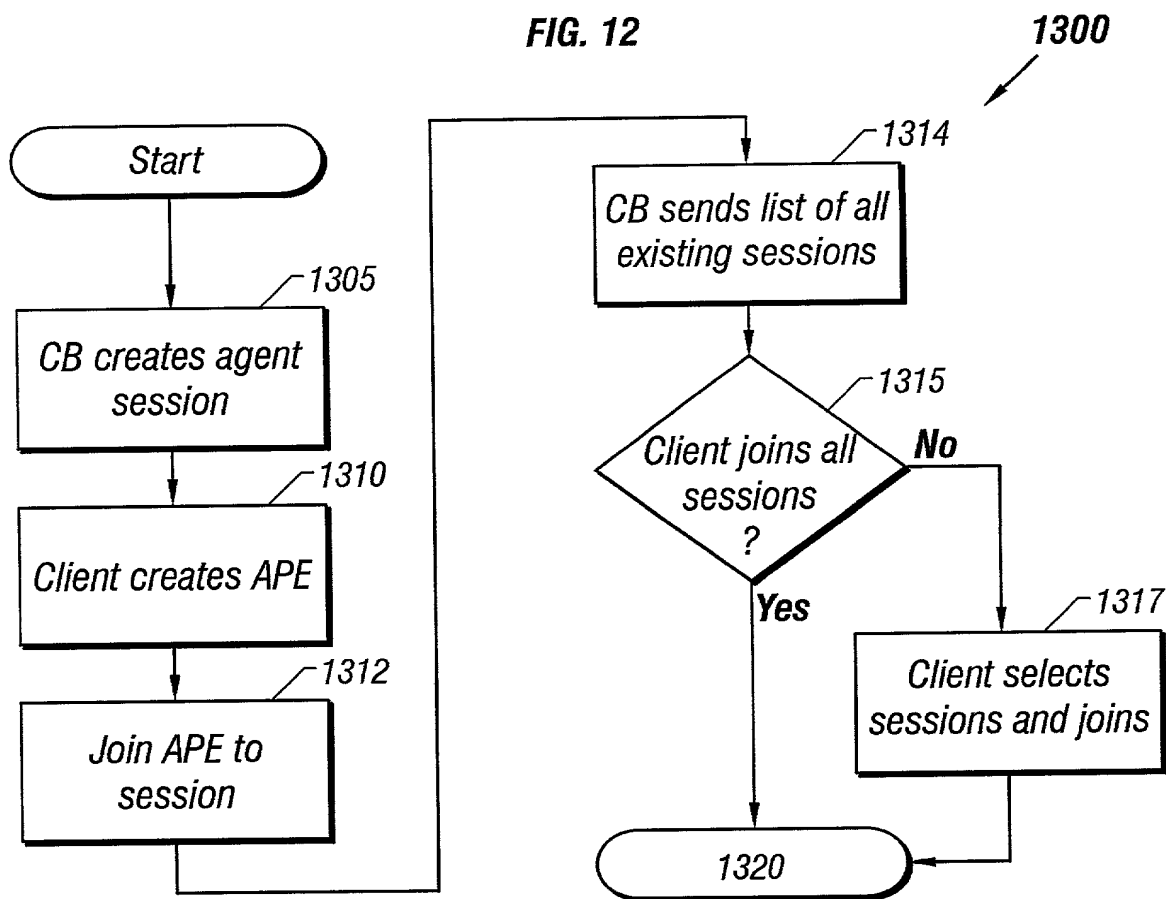 FIG. 12
1300
Start
1305
CB creates agent
session
1310
Client creates APE
1312
Join APE to
session
1314
CB sends list of all
existing sessions
1315
Client joins all
sessions
?
No
Yes
1317
Client selects
sessions and joins
1320